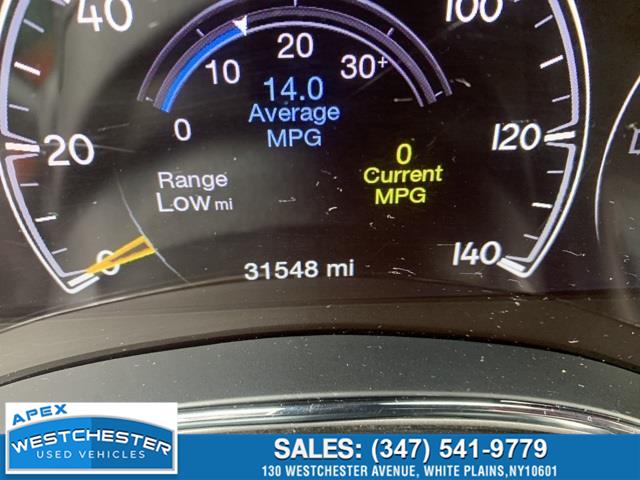 40
100
20
10
30+
14.0
Average
MPG
0
0
Current
MPG
20
120
Range
Low mi
0
140
31548 mi
APEX
WESTCHESTER
USED VEHICLES
SALES: (347) 541-9779
130 WESTCHESTER AVENUE, WHITE PLAINS,NY10601